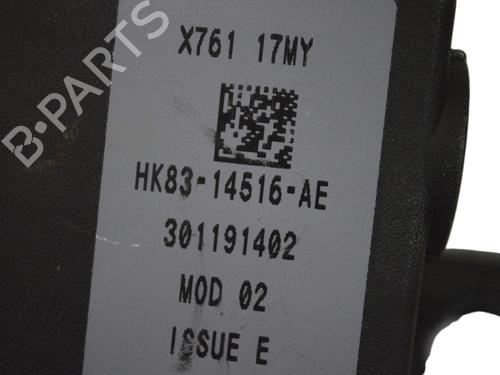 X761 17MY
HK83-14516-AE
301191402
MOD 02
ISSUE E
B-PARTS